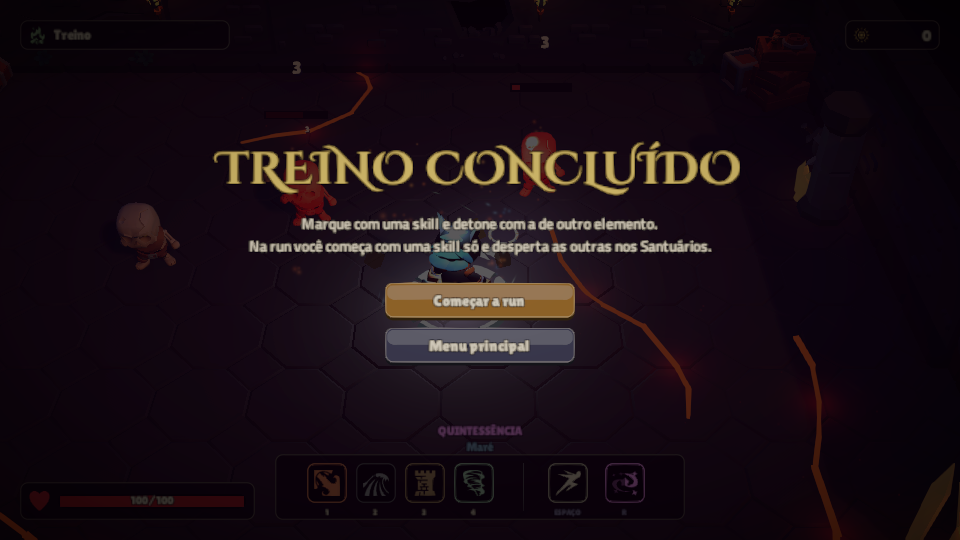 Treino
0
3
3
TREINO CONCLUÍDO
Marque com uma skill e detone com a de outro elemento.
Na run você começa com uma skill só e desperta as outras nos Santuários.
Começar a run
Menu principal
QUINTESSÊNCIA
Maré
100/100
1 2 3 4 ESPAÇO